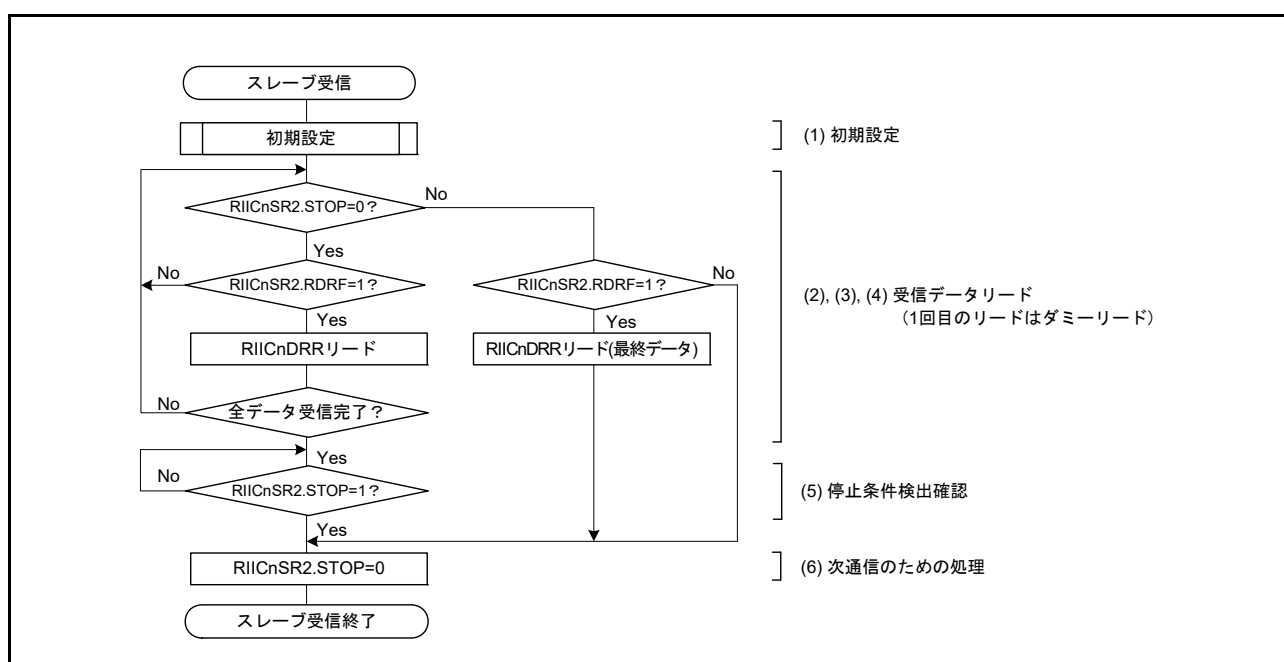 スレーブ受信
初期設定
(1) 初期設定
RIICnSR2.STOP=0？
No
Yes
No
RIICnSR2.RDRF=1？
RIICnSR2.RDRF=1？
No
(2), (3), (4) 受信データリード
（1回目のリードはダミーリード）
Yes
Yes
RIICnDRRリード
RIICnDRRリード(最終データ)
No
全データ受信完了？
Yes
No
RIICnSR2.STOP=1？
(5) 停止条件検出確認
Yes
RIICnSR2.STOP=0
(6) 次通信のための処理
スレーブ受信終了